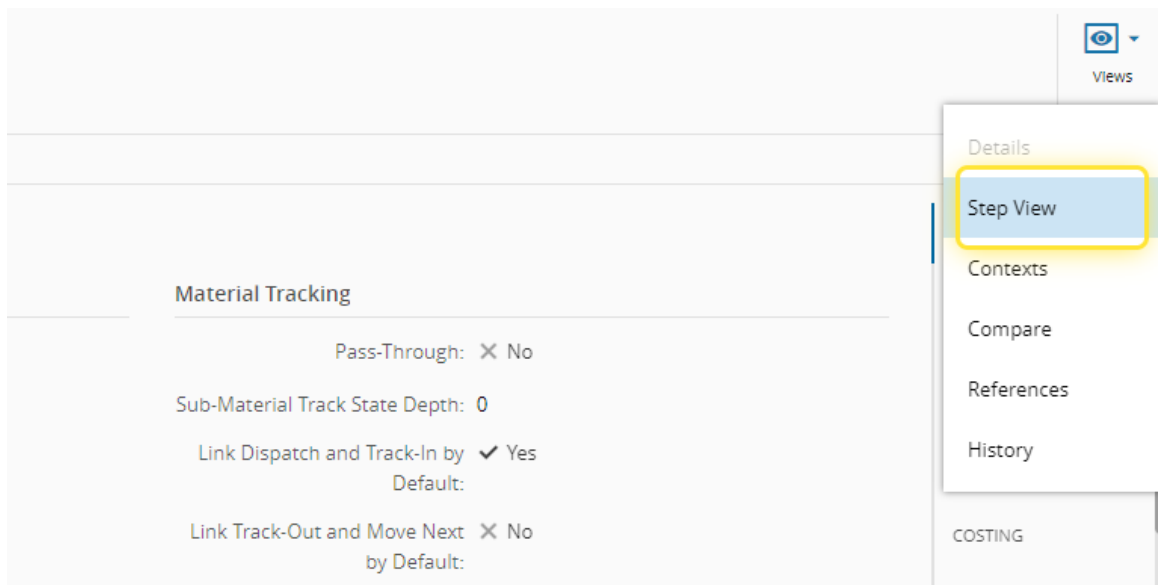 Views
Details
Step View
Contexts
Material Tracking
Compare
Pass-Through: No
References
Sub-Material Track State Depth: 0
Link Dispatch and Track-In by Yes
Default:
History
Link Track-Out and Move Next No
by Default:
COSTING